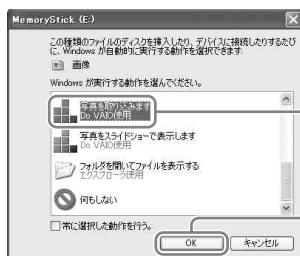 MemoryStick (E:)
この種類のファイルのディスクを挿入したり、デバイスに接続したりするたび
に、Windows が自動的に実行する動作を選択できます:
画像
Windows が実行する動作を選んでください。
写真を取り込みます
Do VAIO使用
写真をスライドショーで表示します
Do VAIO使用
フォルダを開いてファイルを表示する
エクスプローラ使用
何もしない
常に選択した動作を行う。
OK
キャンセル